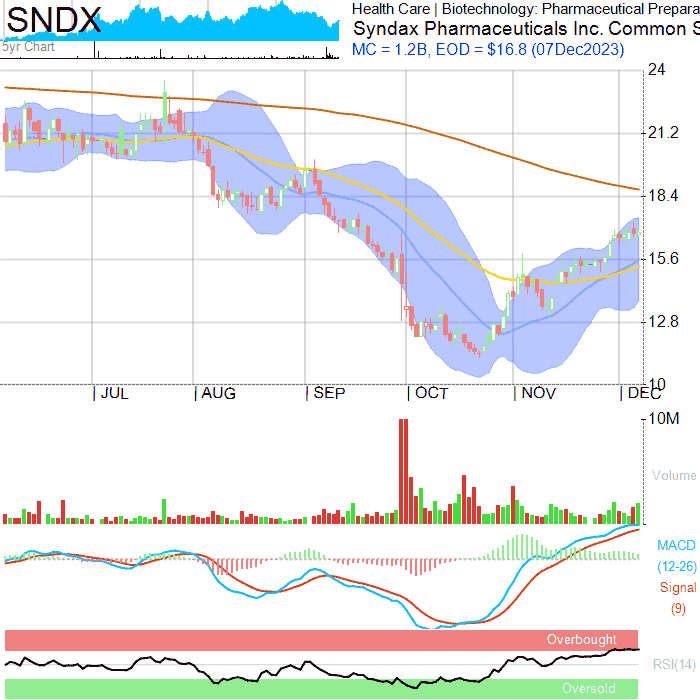 SNDX
5yr Chart
Health Care | Biotechnology: Pharmaceutical Prepara
Syndax Pharmaceuticals Inc. Common S
MC = 1.2B, EOD = $16.8 (07Dec2023)
24
21.2
18.4
15.6
12.8
10
JUL AUG SEP OCT NOV DEC
10M
Volume
MACD
(12-26)
Signal
(9)
Overbought
RSI(14)
Oversold